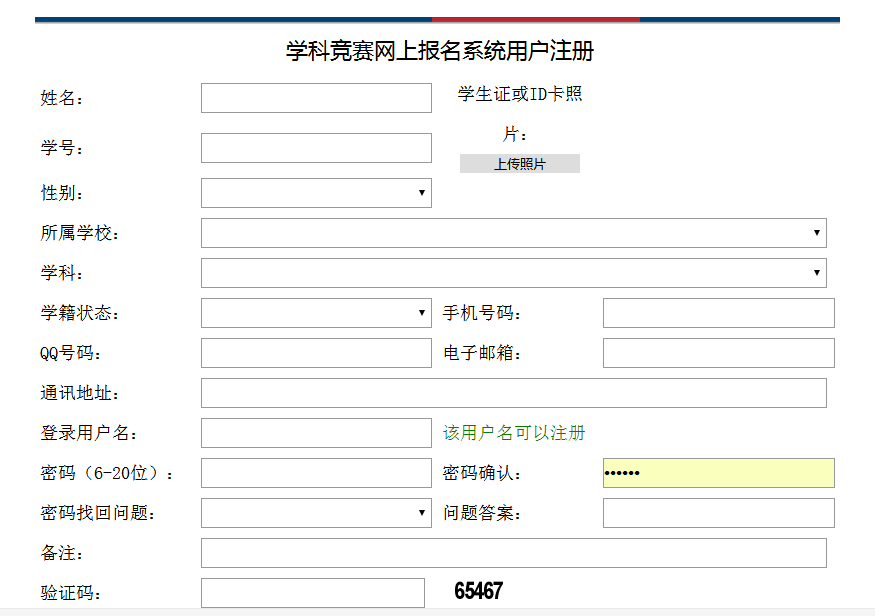 学科竞赛网上报名系统用户注册
姓名：
学生证或ID卡照
片：
学号：
上传照片
性别：
所属学校：
学科：
学籍状态：
手机号码：
QQ号码：
电子邮箱：
通讯地址：
登录用户名：
该用户名可以注册
密码（6-20位）：
密码确认：
••••••
密码找回问题：
问题答案：
备注：
验证码：
65467